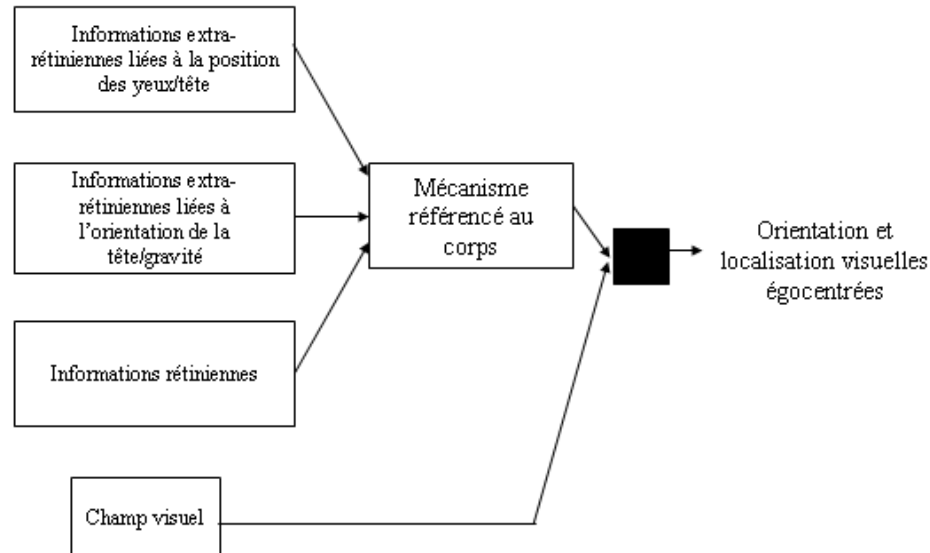 Informations extra-
rétiniennes liées à la position
des yeux/tête
Informations extra-
rétiniennes liées à
l'orientation de la
tête/gravité
Mécanisme
référencé au
corps
Orientation et
localisation visuelles
égocentrées
Informations rétiniennes
Champ visuel